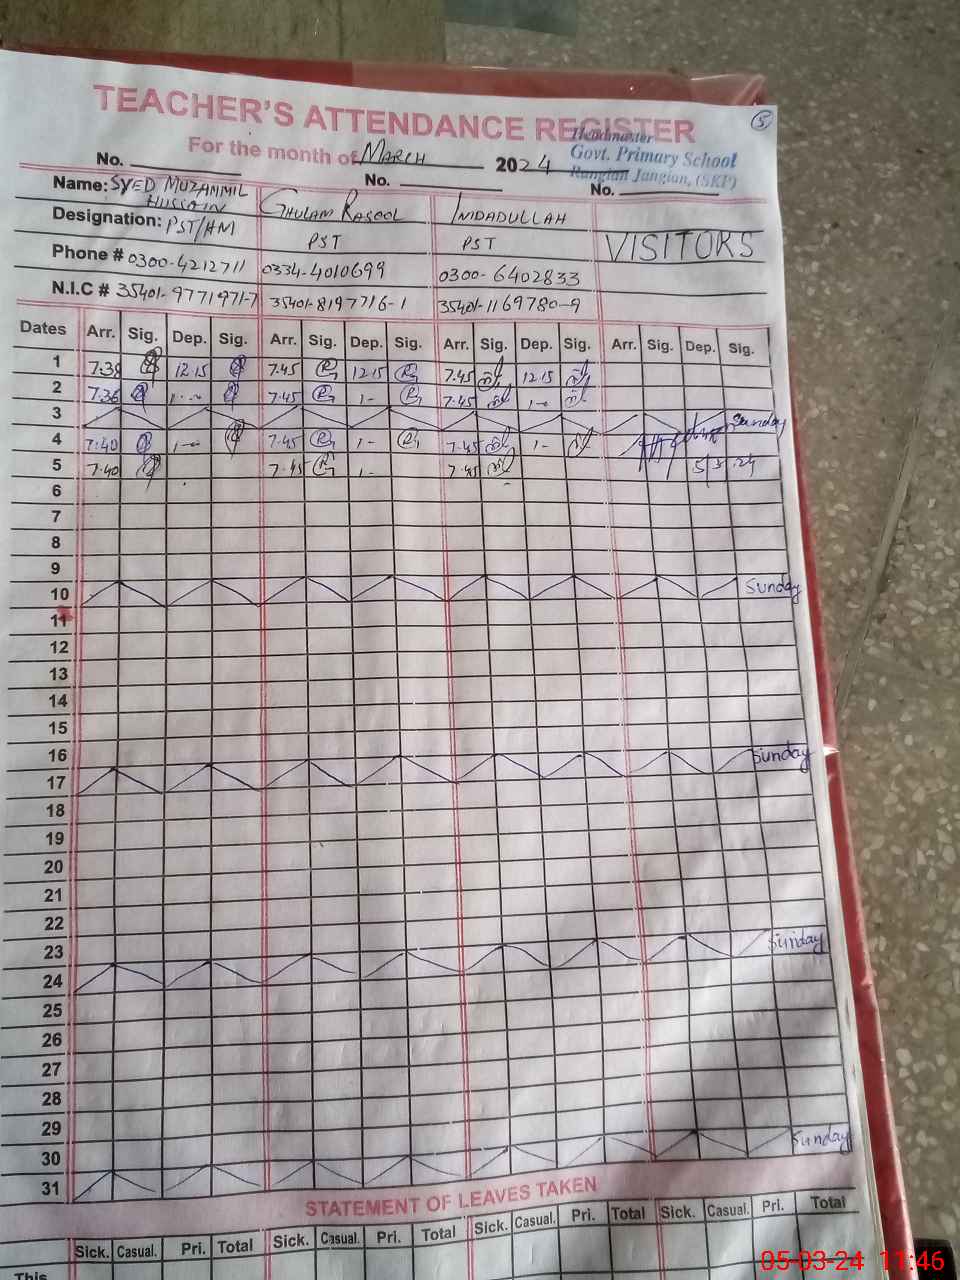 TEACHER'S ATTENDANCE REGISTER
5
For the month of MARCH 2024
Headmaster
Govt. Primary School
Rangian Jangian, (SKP)
No. No. No.
Name: SYED MUZAMMIL HUSSAIN GHULAM RASOOL INIDADULLAH
Designation: PST/HM PST PST VISITORS
Phone # 0300-4212711 0334-4010699 0300-6402833
N.I.C # 35401-9771971-7 35401-8197716-1 35401-1169780-9
Dates Arr. Sig. Dep. Sig. Arr. Sig. Dep. Sig. Arr. Sig. Dep. Sig. Arr. Sig. Dep. Sig.
1 7.38 12.15 7.45 12.15 7.45 12.15
2 7.36 1.- 7.45 1- 7.45 1-
3 Sunday
4 7:40 1- 7.45 1- 7.45 1-
5 7.40 7.45 1- 7.45 5/3/24
6
7
8
9
10 Sunday
11
12
13
14
15
16 Sunday
17
18
19
20
21
22
23 Sunday
24
25
26
27
28
29
30 Sunday
31
STATEMENT OF LEAVES TAKEN
Sick. Casual. Pri. Total Sick. Casual. Pri. Total Sick. Casual. Pri. Total Sick. Casual. Pri. Total
This
05-03-24 11:46